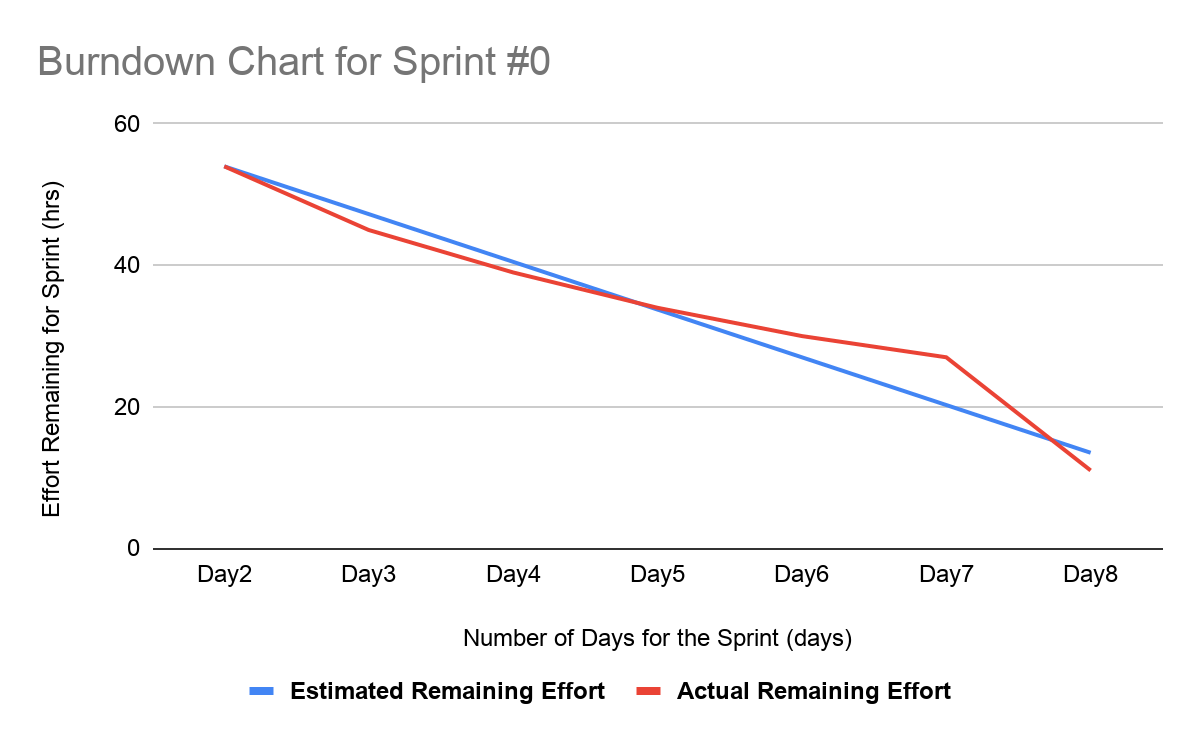 Burndown Chart for Sprint #0
Effort Remaining for Sprint (hrs)
60
40
20
0
Day2 Day3 Day4 Day5 Day6 Day7 Day8
Number of Days for the Sprint (days)
Estimated Remaining Effort Actual Remaining Effort